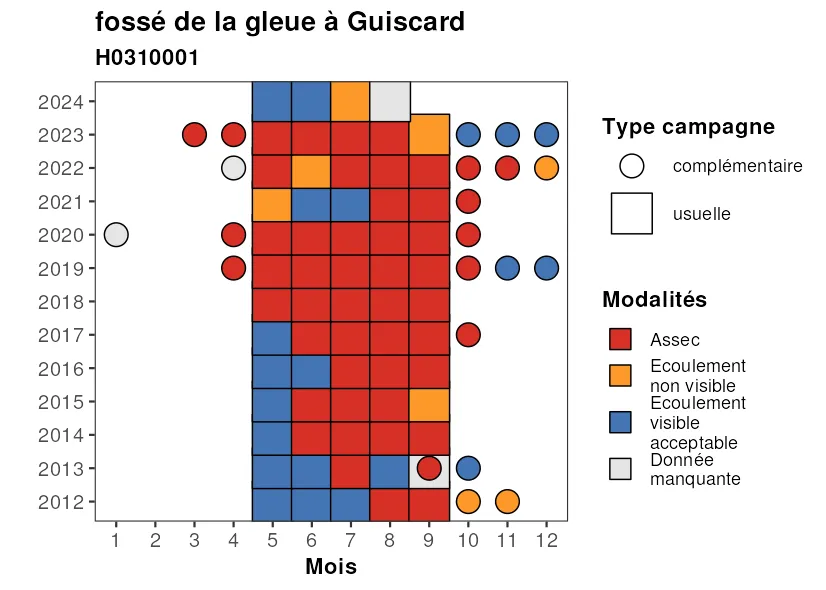 fossé de la gleue à Guiscard
H0310001
2024
2023
2022
2021
2020
2019
2018
2017
2016
2015
2014
2013
2012
1 2 3 4 5 6 7 8 9 10 11 12
Mois
Type campagne
complémentaire
usuelle
Modalités
Assec
Ecoulement
non visible
Ecoulement
visible
acceptable
Donnée
manquante